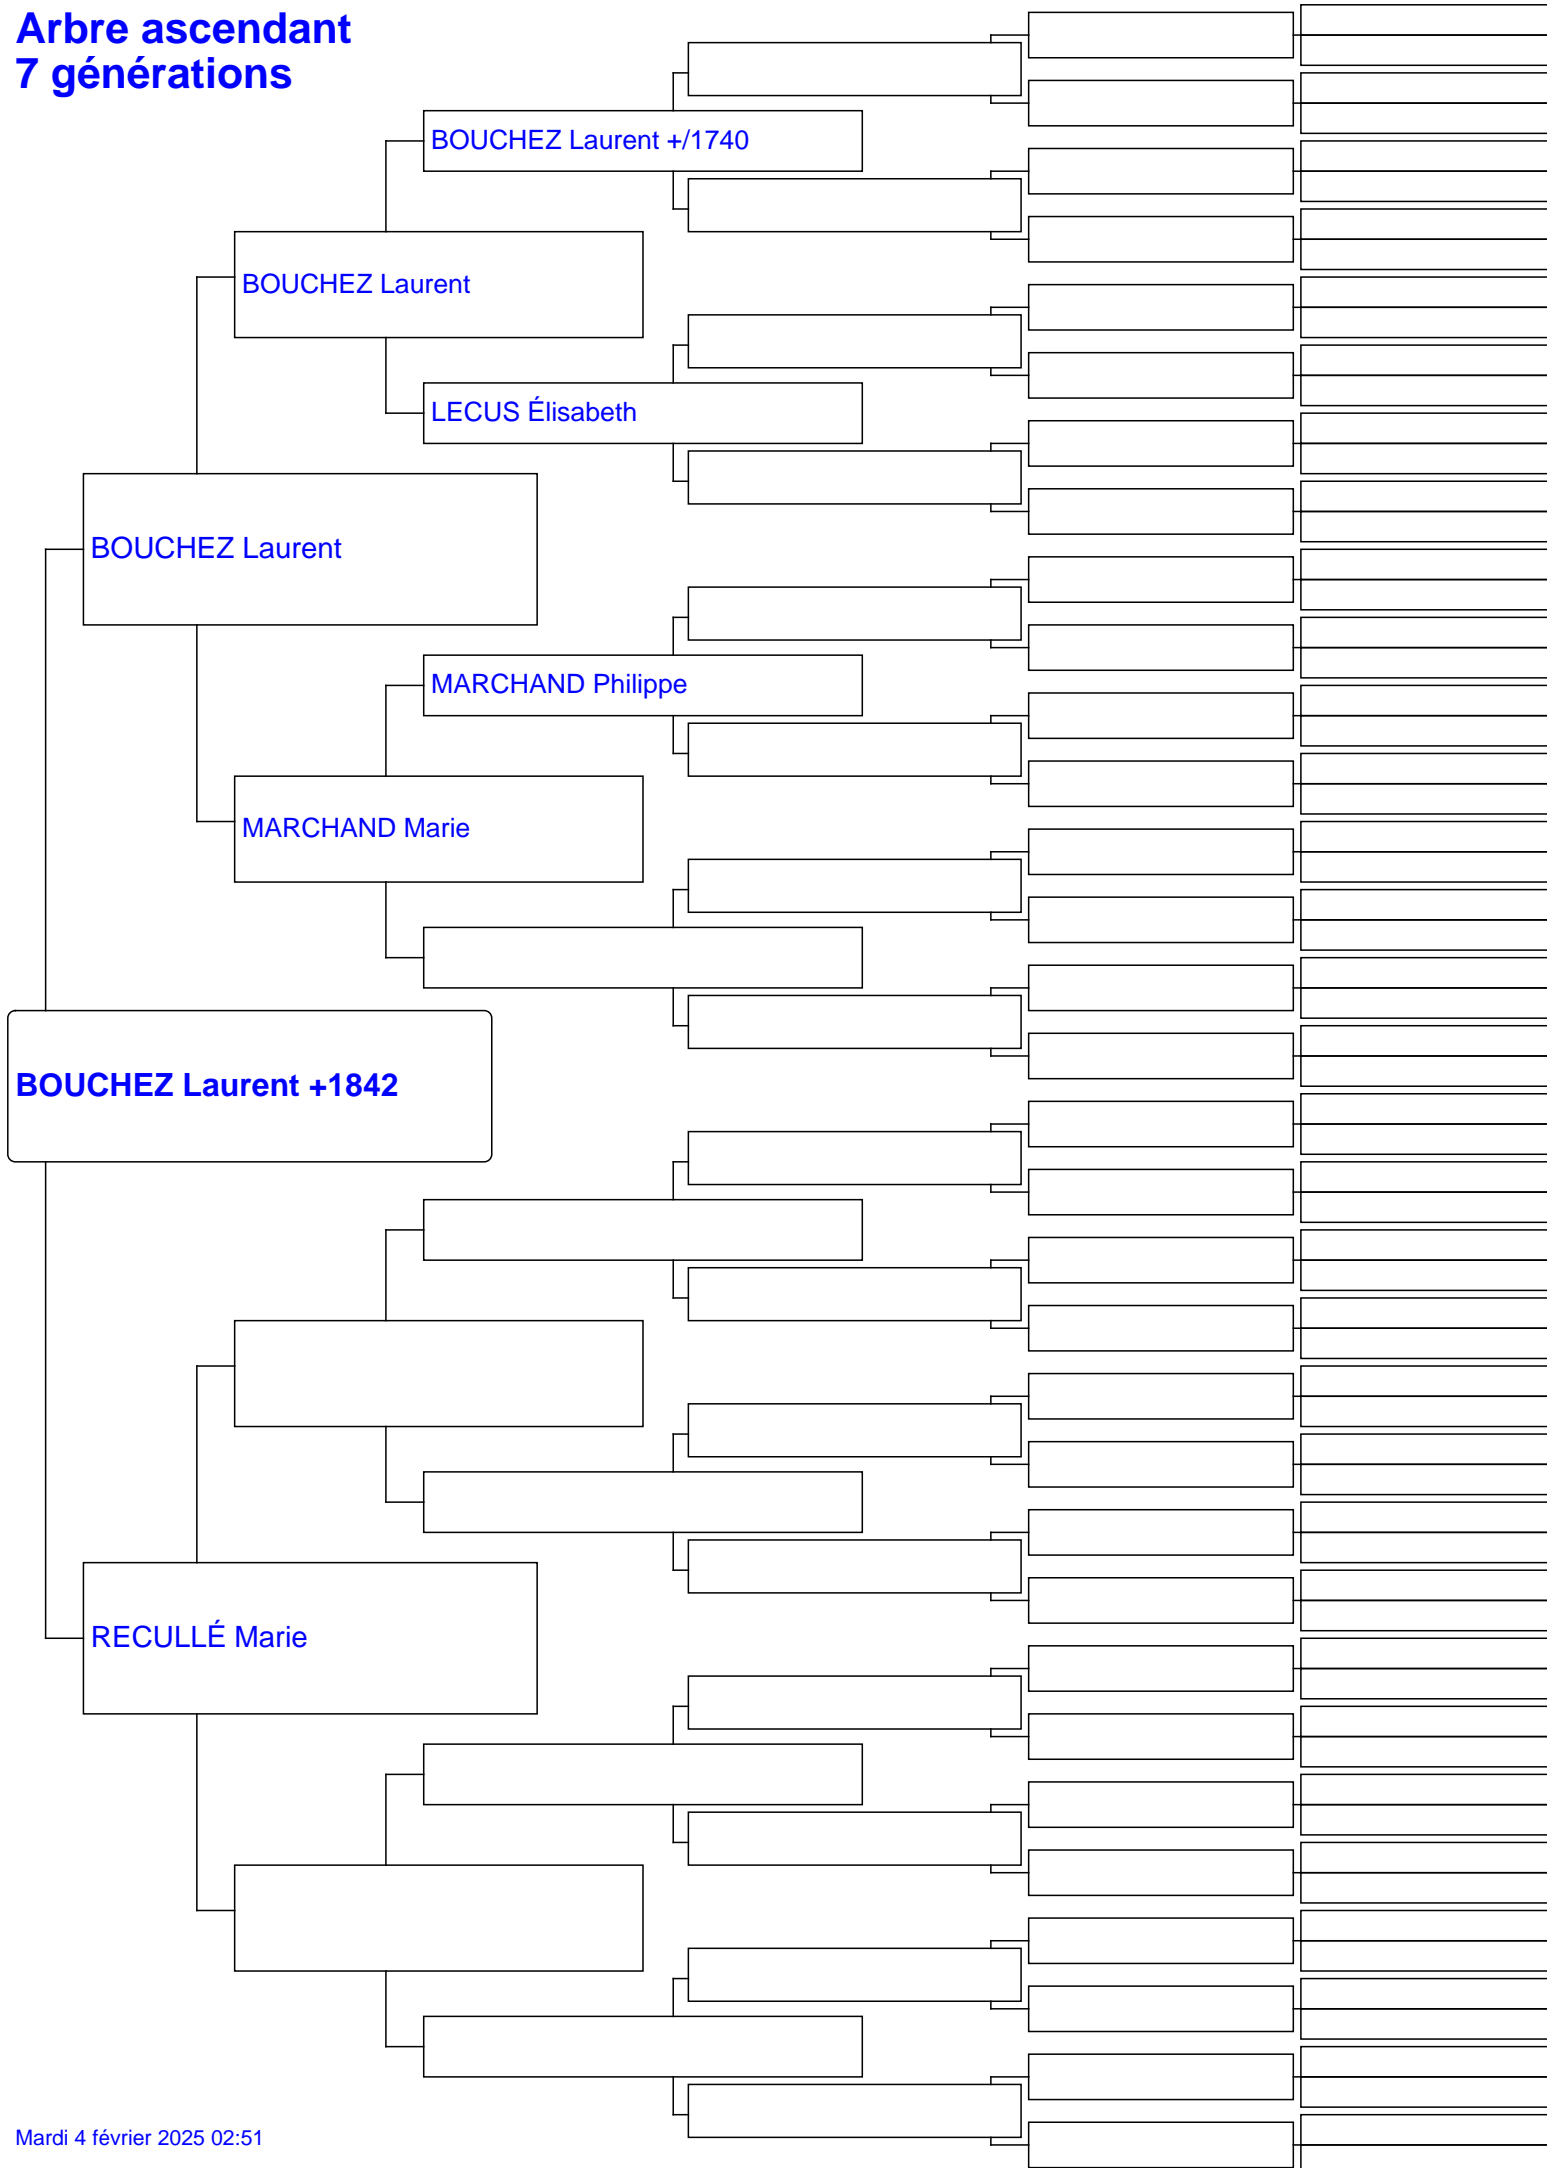 Arbre ascendant
7 générations
BOUCHEZ Laurent +/1740
BOUCHEZ Laurent
LECUS Élisabeth
BOUCHEZ Laurent
MARCHAND Philippe
MARCHAND Marie
BOUCHEZ Laurent +1842
RECULLÉ Marie
Mardi 4 février 2025 02:51